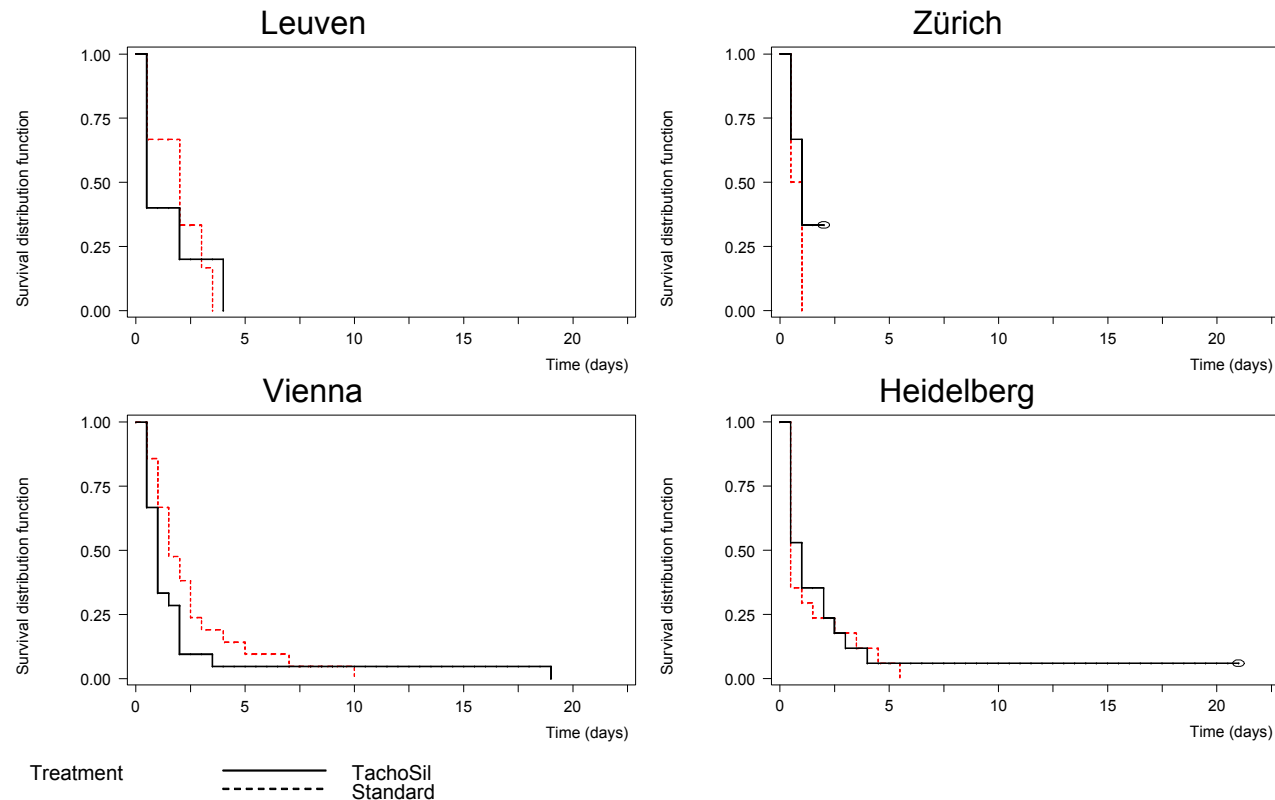 Leuven
Survival distribution function
1.00
0.75
0.50
0.25
0.00
0 5 10 15 20
Time (days)
Zürich
Survival distribution function
1.00
0.75
0.50
0.25
0.00
0 5 10 15 20
Time (days)
Vienna
Survival distribution function
1.00
0.75
0.50
0.25
0.00
0 5 10 15 20
Time (days)
Heidelberg
Survival distribution function
1.00
0.75
0.50
0.25
0.00
0 5 10 15 20
Time (days)
Treatment TachoSil
Standard